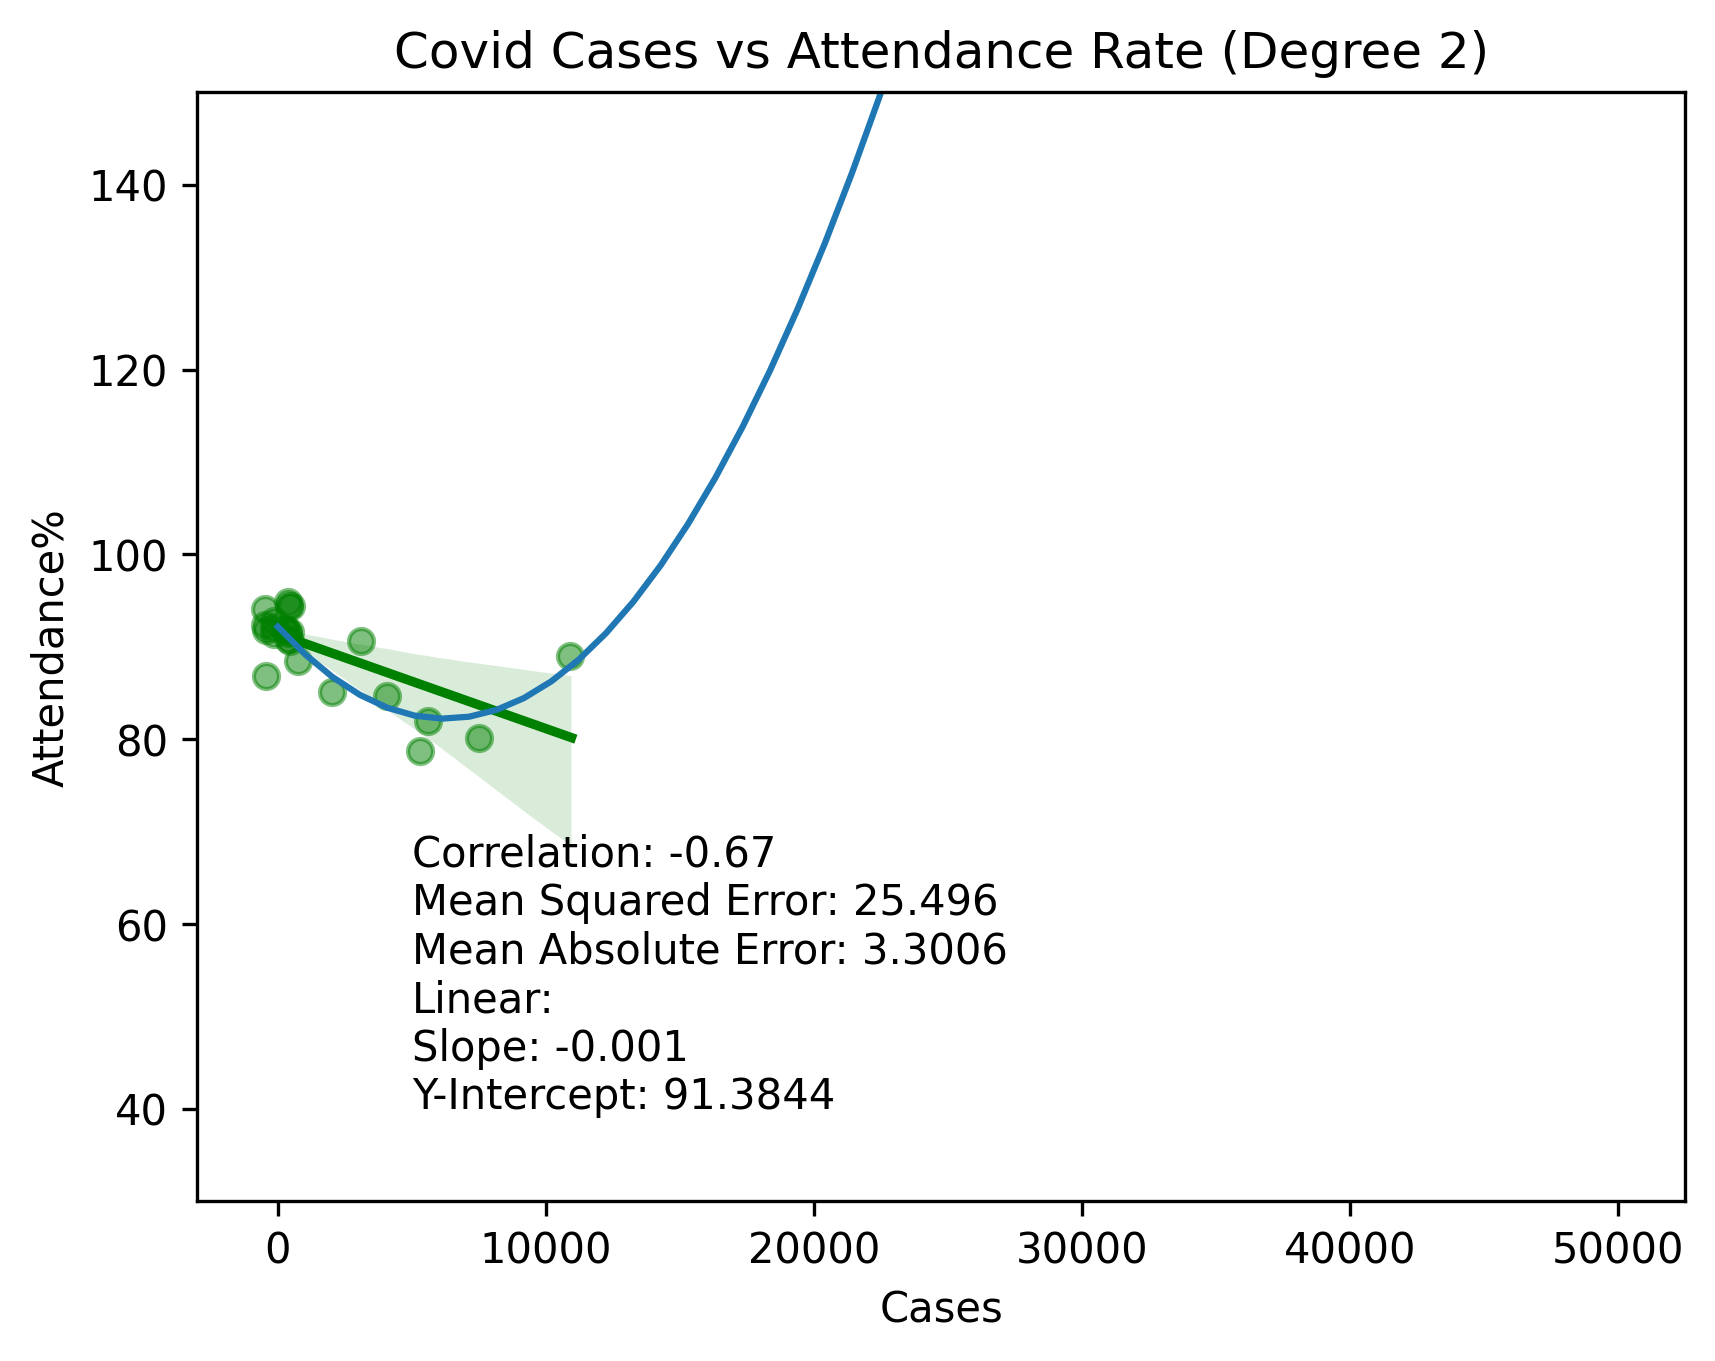 Covid Cases vs Attendance Rate (Degree 2)
140
120
100
80
60
40
Attendance%
Correlation: -0.67
Mean Squared Error: 25.496
Mean Absolute Error: 3.3006
Linear:
Slope: -0.001
Y-Intercept: 91.3844
0 10000 20000 30000 40000 50000
Cases